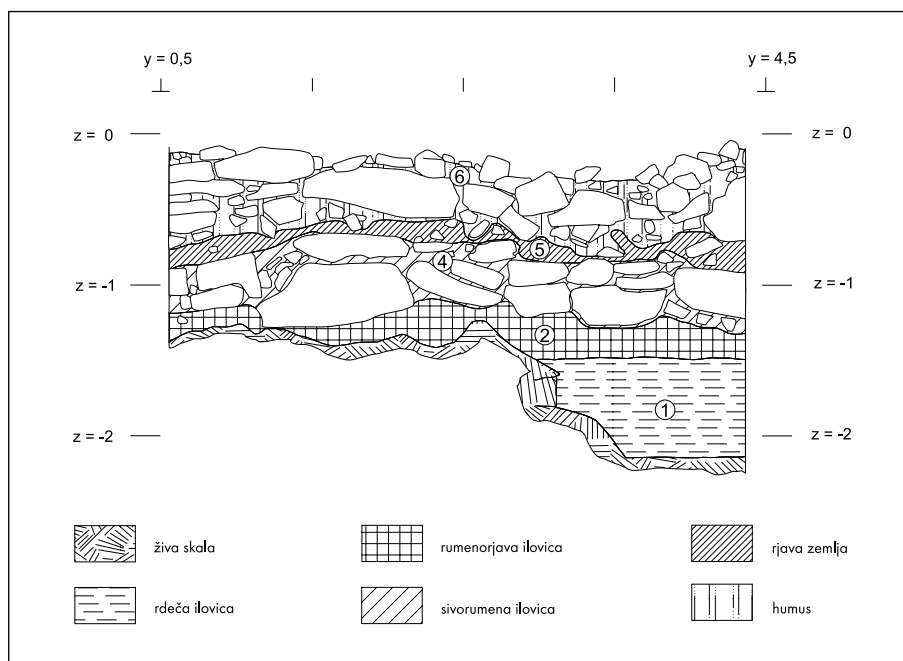 y = 0,5 y = 4,5
z = 0 z = 0
6
5
4
z = -1 z = -1
2
1
z = -2 z = -2
živa skala rumenorjava ilovica rjava zemlja
rdeča ilovica sivorumena ilovica humus